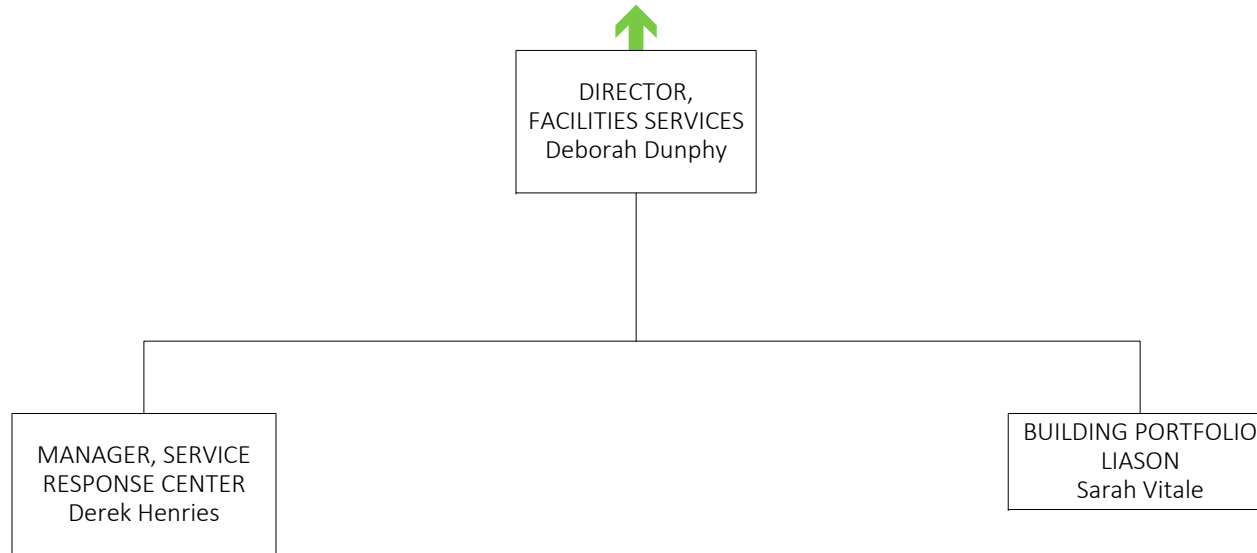 DIRECTOR,
FACILITIES SERVICES
Deborah Dunphy
MANAGER, SERVICE
RESPONSE CENTER
Derek Henries
BUILDING PORTFOLIO
LIASON
Sarah Vitale